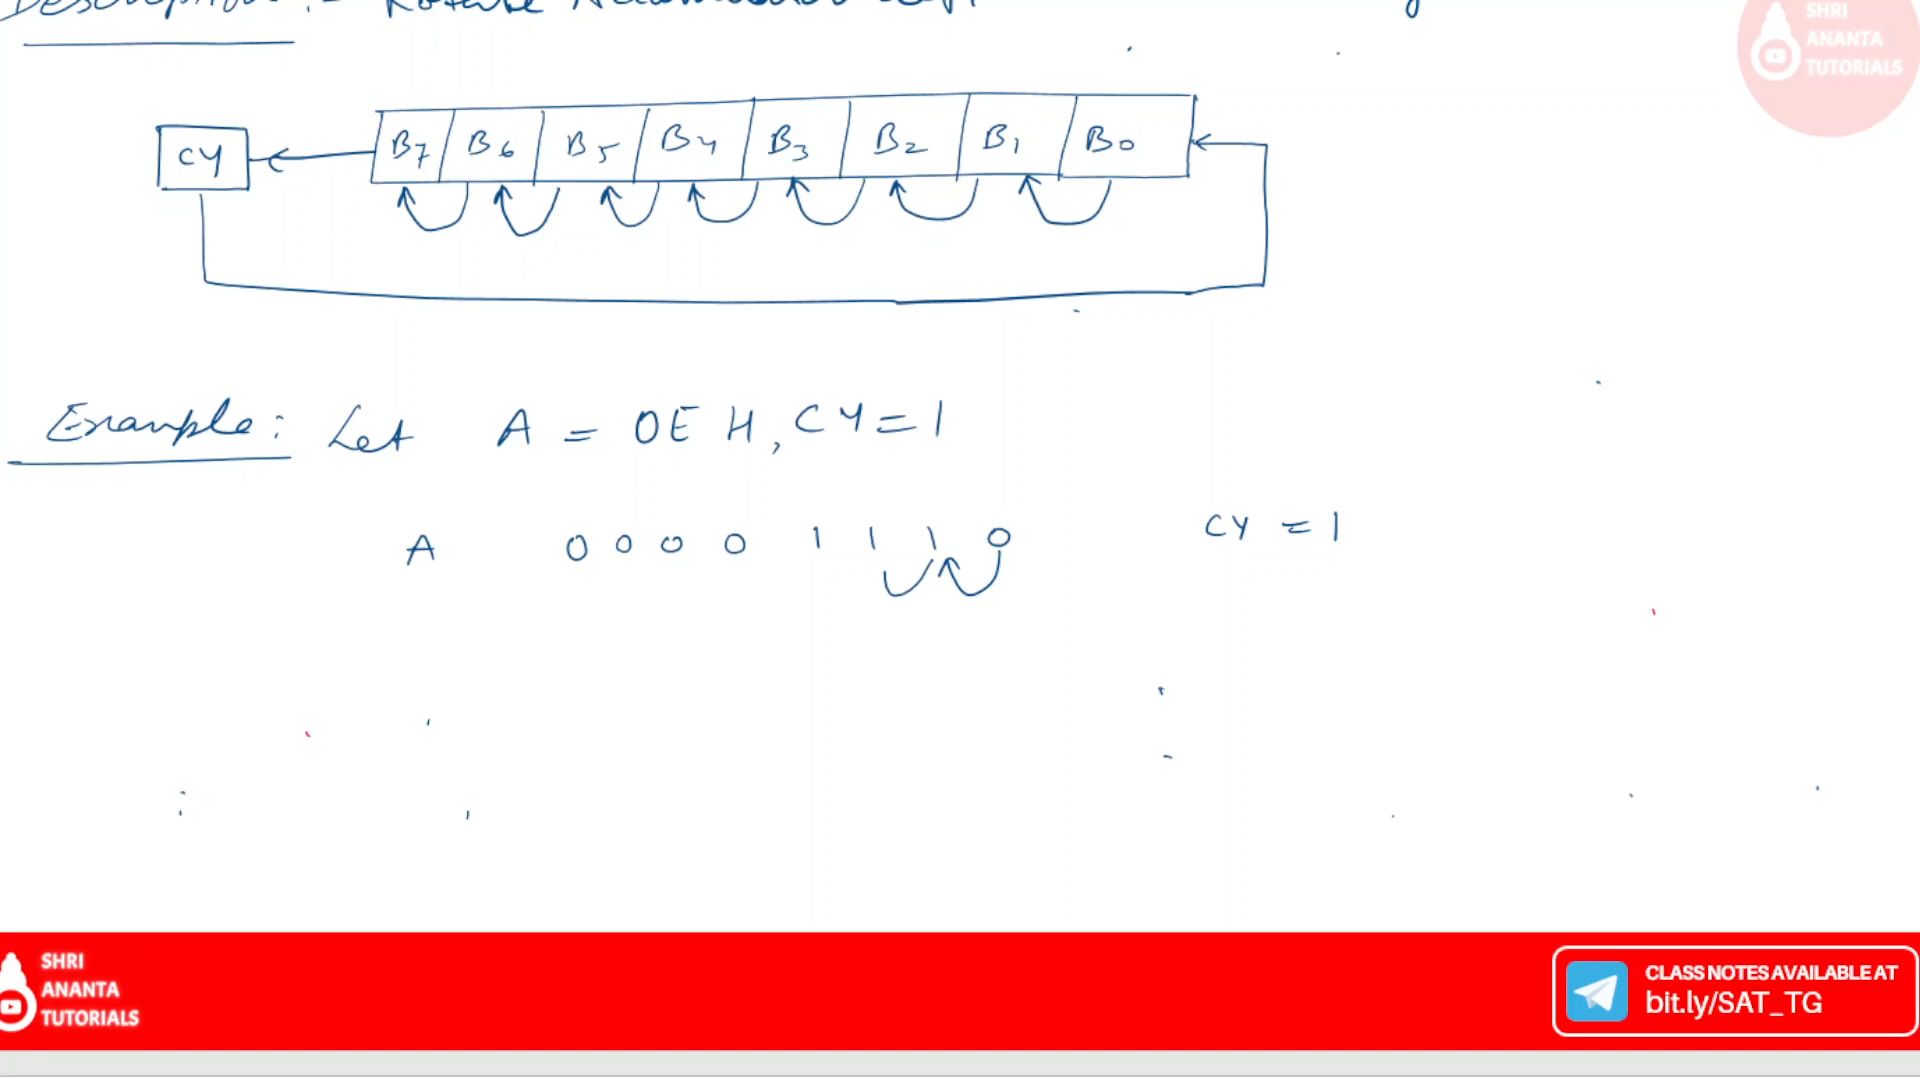 SHRI
ANANTA
TUTORIALS
CY B7 B6 B5 B4 B3 B2 B1 B0
Example: Let A = 0E H, CY = 1
A 0 0 0 0 1 1 1 0 CY = 1
SHRI
ANANTA
TUTORIALS
CLASS NOTES AVAILABLE AT
bit.ly/SAT_TG